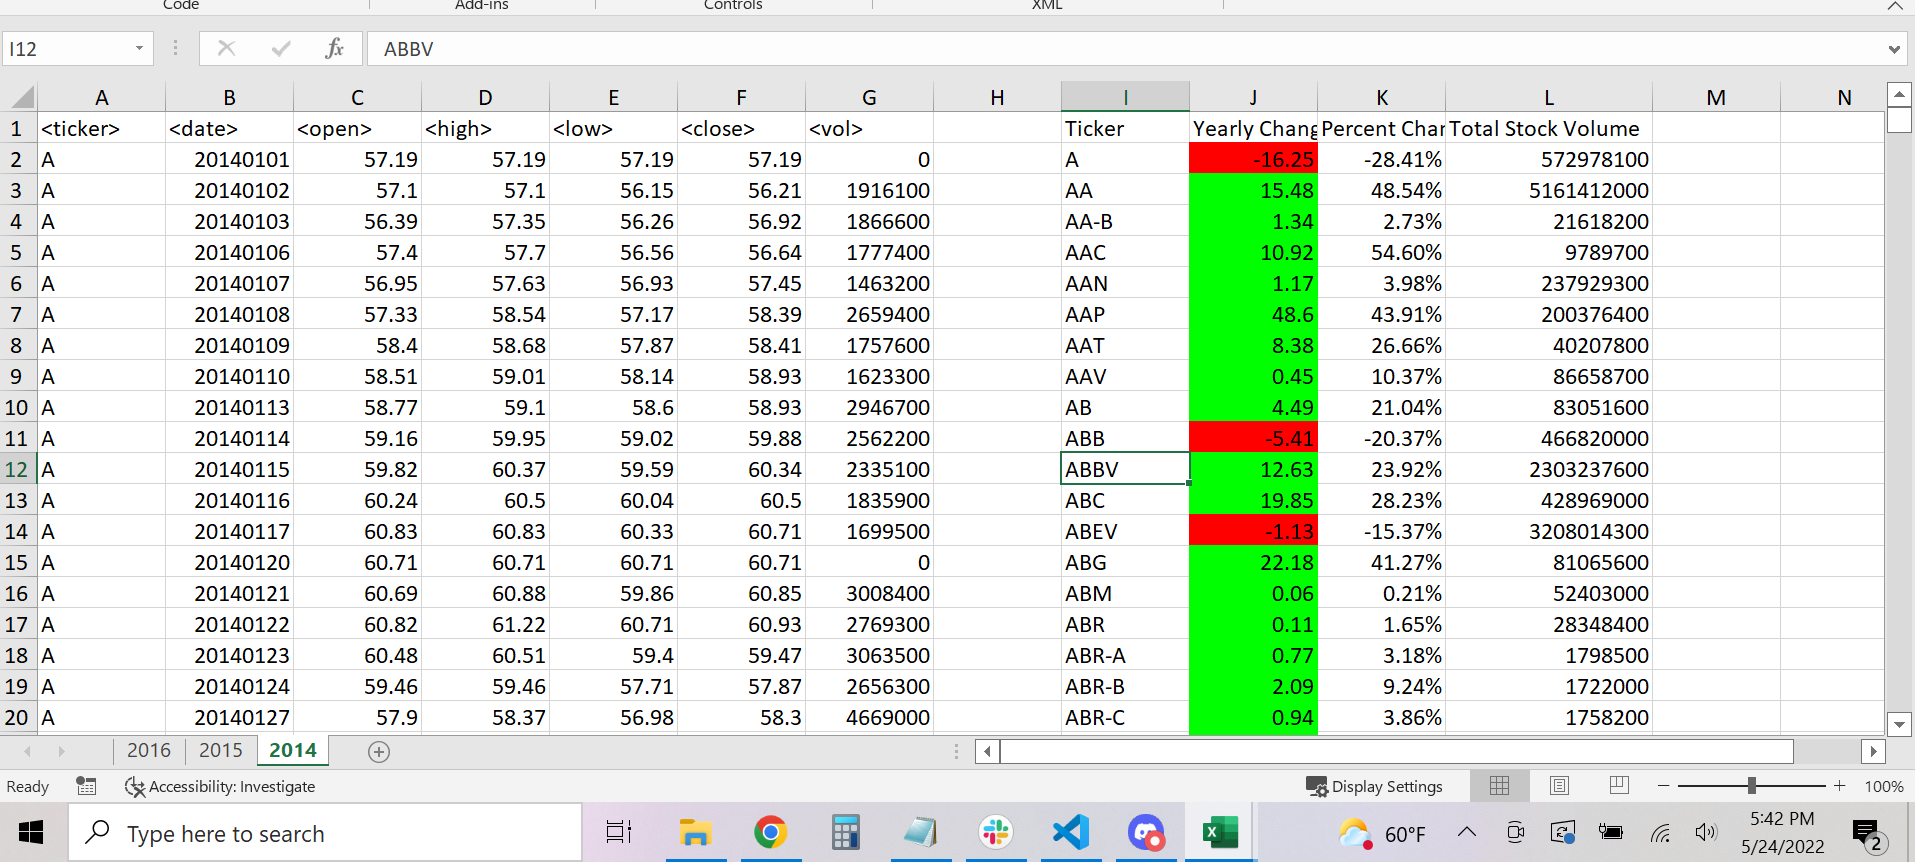 Code Add-ins Controls XML
I12 fx ABBV
A B C D E F G H I J K L M N
1 <ticker> <date> <open> <high> <low> <close> <vol> Ticker Yearly Chang Percent Char Total Stock Volume
2 A 20140101 57.19 57.19 57.19 57.19 0 A -16.25 -28.41% 572978100
3 A 20140102 57.1 57.1 56.15 56.21 1916100 AA 15.48 48.54% 5161412000
4 A 20140103 56.39 57.35 56.26 56.92 1866600 AA-B 1.34 2.73% 21618200
5 A 20140106 57.4 57.7 56.56 56.64 1777400 AAC 10.92 54.60% 9789700
6 A 20140107 56.95 57.63 56.93 57.45 1463200 AAN 1.17 3.98% 237929300
7 A 20140108 57.33 58.54 57.17 58.39 2659400 AAP 48.6 43.91% 200376400
8 A 20140109 58.4 58.68 57.87 58.41 1757600 AAT 8.38 26.66% 40207800
9 A 20140110 58.51 59.01 58.14 58.93 1623300 AAV 0.45 10.37% 86658700
10 A 20140113 58.77 59.1 58.6 58.93 2946700 AB 4.49 21.04% 83051600
11 A 20140114 59.16 59.95 59.02 59.88 2562200 ABB -5.41 -20.37% 466820000
12 A 20140115 59.82 60.37 59.59 60.34 2335100 ABBV 12.63 23.92% 2303237600
13 A 20140116 60.24 60.5 60.04 60.5 1835900 ABC 19.85 28.23% 428969000
14 A 20140117 60.83 60.83 60.33 60.71 1699500 ABEV -1.13 -15.37% 3208014300
15 A 20140120 60.71 60.71 60.71 60.71 0 ABG 22.18 41.27% 81065600
16 A 20140121 60.69 60.88 59.86 60.85 3008400 ABM 0.06 0.21% 52403000
17 A 20140122 60.82 61.22 60.71 60.93 2769300 ABR 0.11 1.65% 28348400
18 A 20140123 60.48 60.51 59.4 59.47 3063500 ABR-A 0.77 3.18% 1798500
19 A 20140124 59.46 59.46 57.71 57.87 2656300 ABR-B 2.09 9.24% 1722000
20 A 20140127 57.9 58.37 56.98 58.3 4669000 ABR-C 0.94 3.86% 1758200
2016 2015 2014
Ready Accessibility: Investigate Display Settings 100%
Type here to search 60°F 5:42 PM
5/24/2022 2